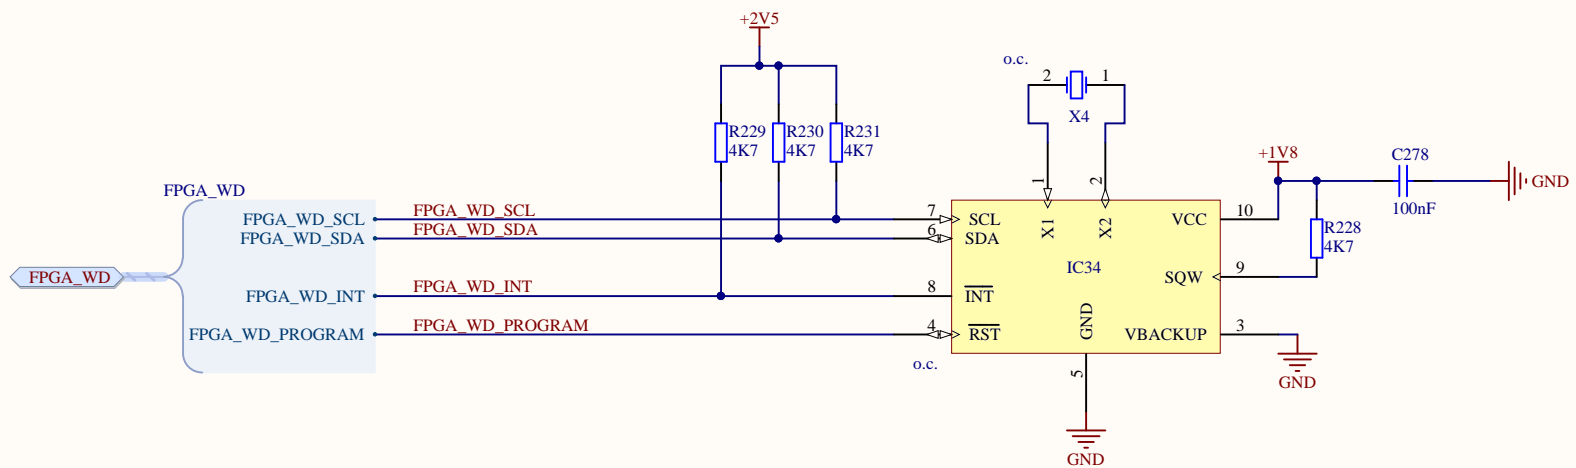 +2V5
o.c.
2
1
X4
R229
4K7
R230
4K7
R231
4K7
+1V8
C278
100nF
GND
FPGA_WD
FPGA_WD
FPGA_WD_SCL
FPGA_WD_SDA
FPGA_WD_INT
FPGA_WD_PROGRAM
FPGA_WD_SCL
FPGA_WD_SDA
FPGA_WD_INT
FPGA_WD_PROGRAM
7
6
8
4
o.c.
1
2
X1
X2
SCL
SDA
INT
RST
IC34
GND
VCC
SQW
VBACKUP
10
9
3
R228
4K7
GND
5
GND